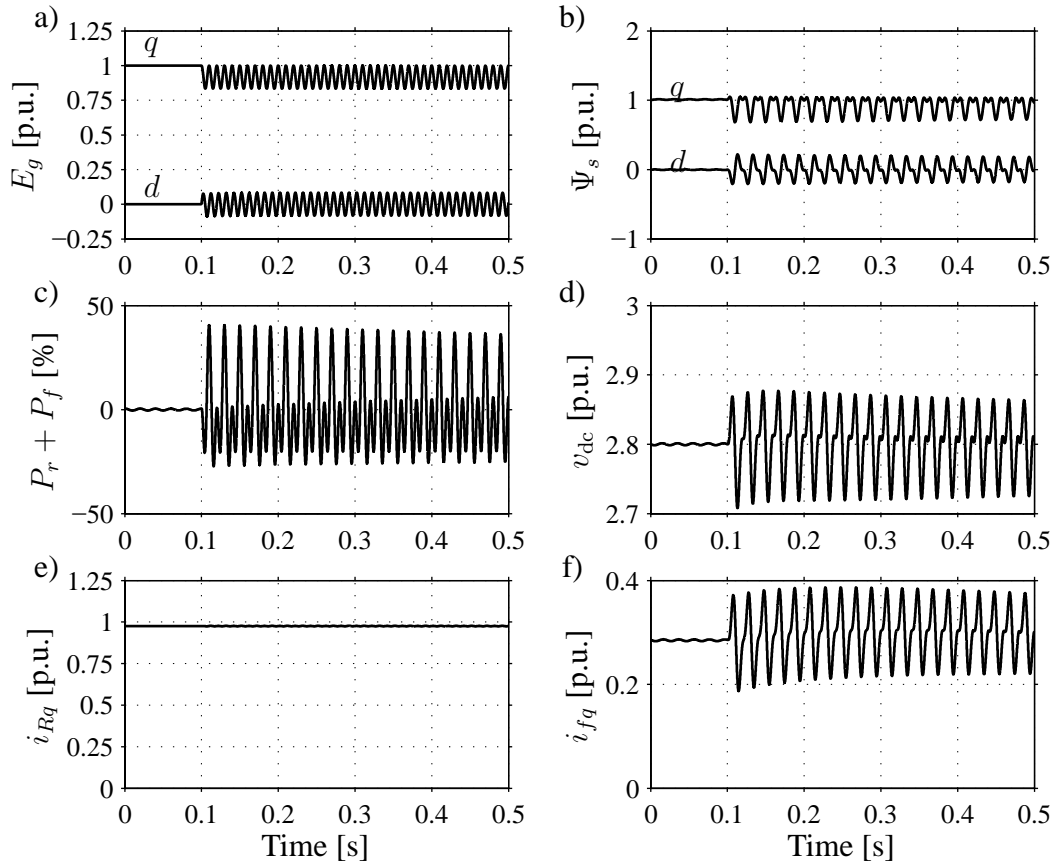 a)
1.25
1
0.75
0.5
0.25
0
−0.25
E_g [p.u.]
q
d
0 0.1 0.2 0.3 0.4 0.5
b)
2
1
0
−1
Ψ_s [p.u.]
q
d
0 0.1 0.2 0.3 0.4 0.5
c)
50
0
−50
P_r + P_f [%]
0 0.1 0.2 0.3 0.4 0.5
d)
3
2.9
2.8
2.7
v_dc [p.u.]
0 0.1 0.2 0.3 0.4 0.5
e)
1.25
1
0.75
0.5
0.25
0
i_Rq [p.u.]
0 0.1 0.2 0.3 0.4 0.5
Time [s]
f)
0.4
0.2
0
i_fq [p.u.]
0 0.1 0.2 0.3 0.4 0.5
Time [s]